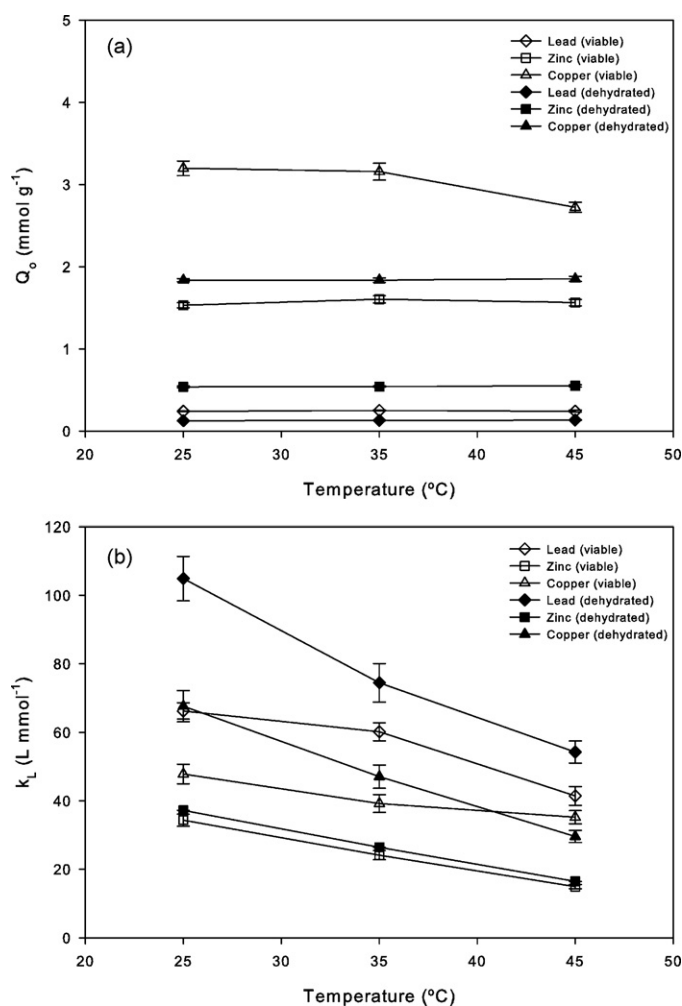 (a)
Lead (viable)
Zinc (viable)
Copper (viable)
Lead (dehydrated)
Zinc (dehydrated)
Copper (dehydrated)
Qo (mmol g-1)
5
4
3
2
1
0
20 25 30 35 40 45 50
Temperature (ºC)
(b)
Lead (viable)
Zinc (viable)
Copper (viable)
Lead (dehydrated)
Zinc (dehydrated)
Copper (dehydrated)
kL (L mmol-1)
120
100
80
60
40
20
0
20 25 30 35 40 45 50
Temperature (ºC)